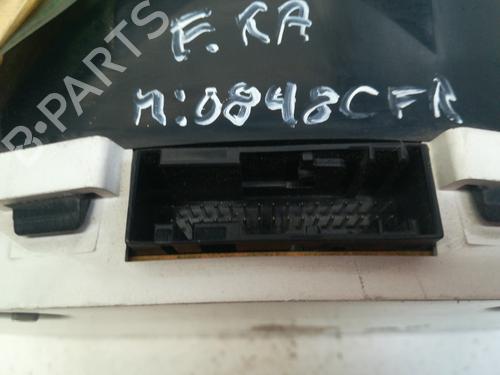 F. KA
M:0848CFR
B-PARTS